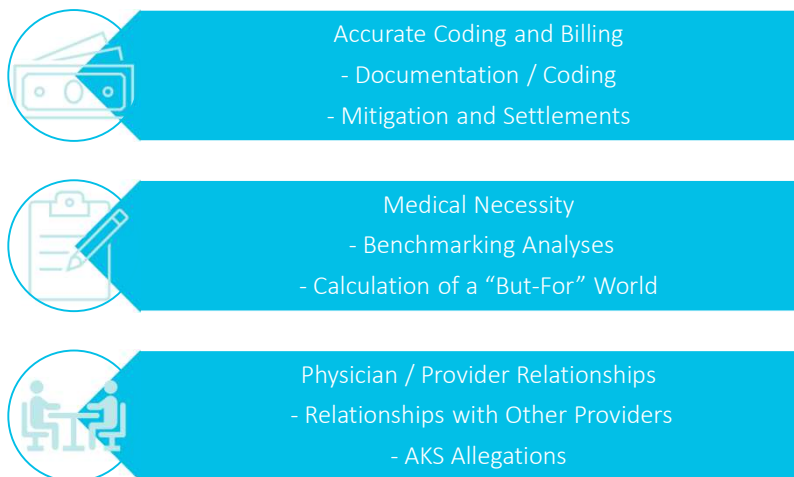 Accurate Coding and Billing
- Documentation / Coding
- Mitigation and Settlements
Medical Necessity
- Benchmarking Analyses
- Calculation of a “But-For” World
Physician / Provider Relationships
- Relationships with Other Providers
- AKS Allegations